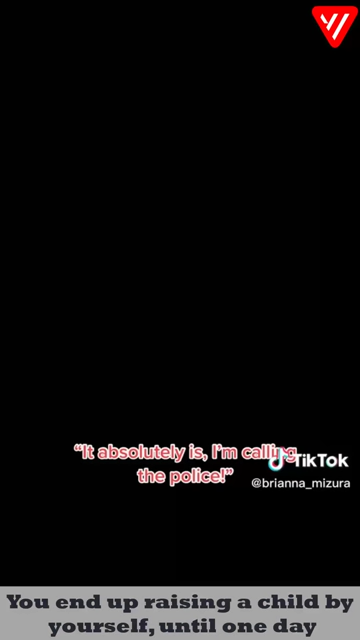 "It absolutely is, I'm calling
the police!"
TikTok
@brianna_mizura
You end up raising a child by
yourself, until one day